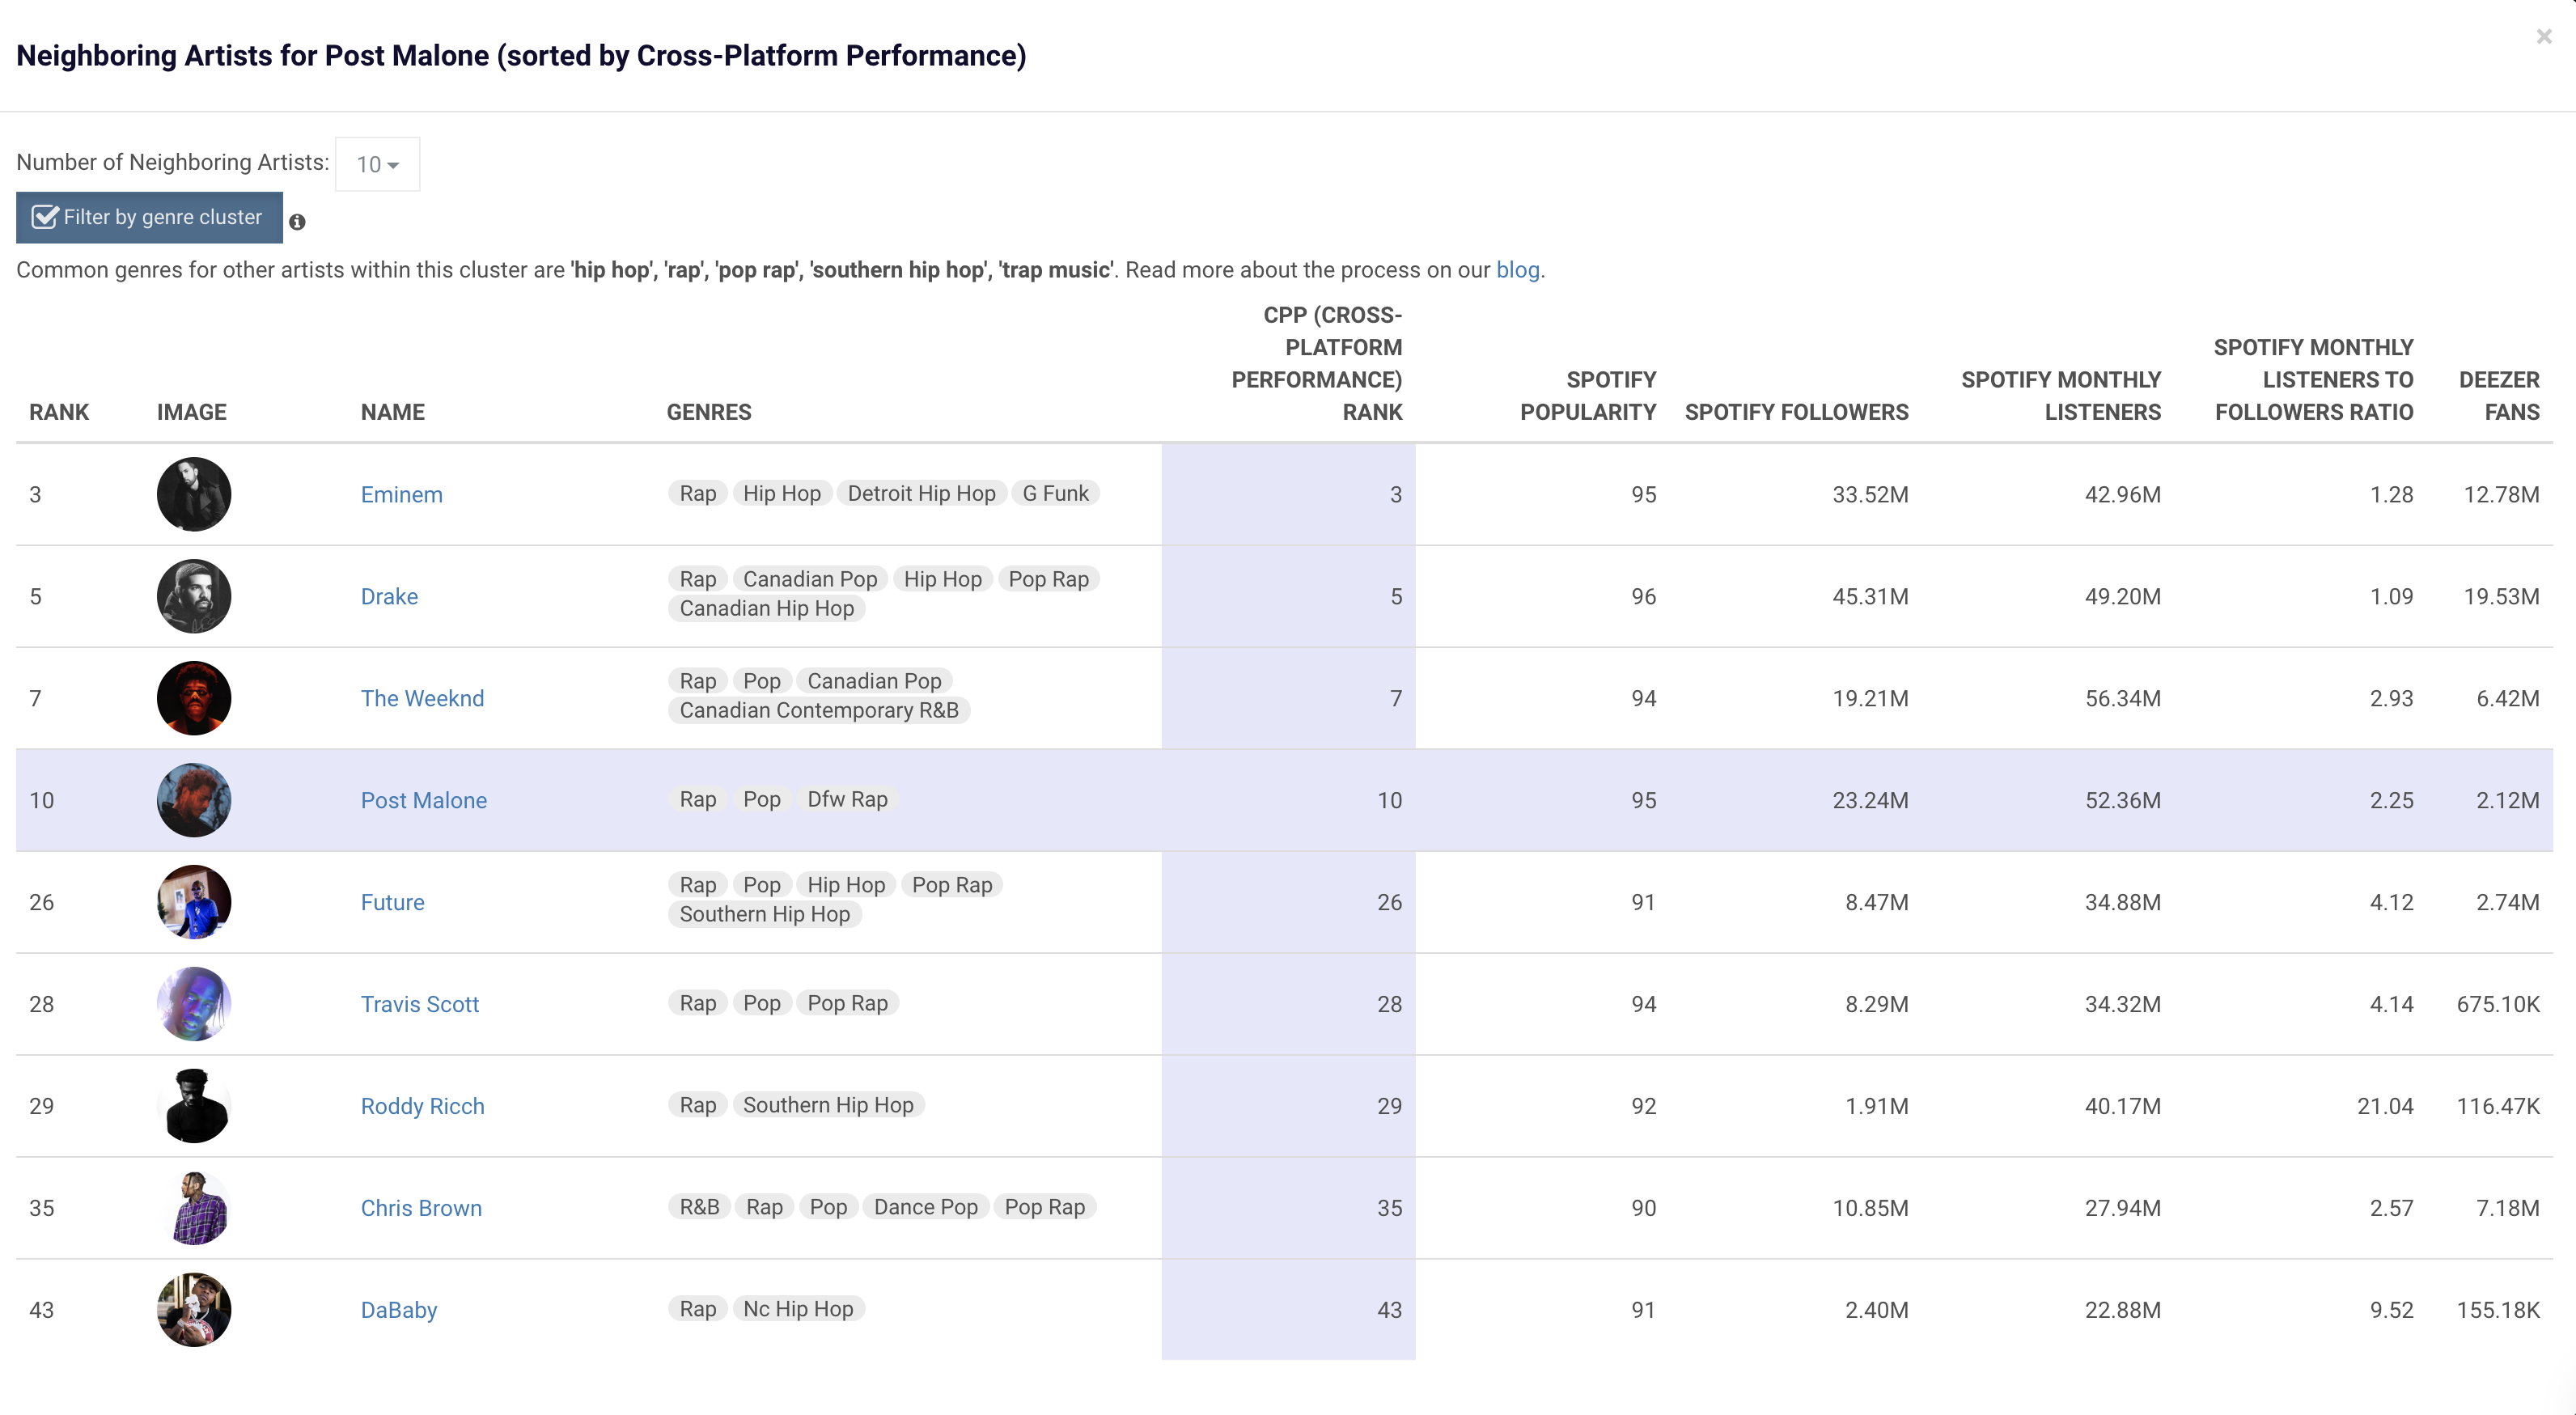 Neighboring Artists for Post Malone (sorted by Cross-Platform Performance)
×
Number of Neighboring Artists: 10
Filter by genre cluster
Common genres for other artists within this cluster are 'hip hop', 'rap', 'pop rap', 'southern hip hop', 'trap music'. Read more about the process on our blog.
RANK IMAGE NAME GENRES CPP (CROSS-PLATFORM PERFORMANCE) RANK SPOTIFY POPULARITY SPOTIFY FOLLOWERS SPOTIFY MONTHLY LISTENERS SPOTIFY MONTHLY LISTENERS TO FOLLOWERS RATIO DEEZER FANS
3 Eminem Rap Hip Hop Detroit Hip Hop G Funk 3 95 33.52M 42.96M 1.28 12.78M
5 Drake Rap Canadian Pop Hip Hop Pop Rap Canadian Hip Hop 5 96 45.31M 49.20M 1.09 19.53M
7 The Weeknd Rap Pop Canadian Pop Canadian Contemporary R&B 7 94 19.21M 56.34M 2.93 6.42M
10 Post Malone Rap Pop Dfw Rap 10 95 23.24M 52.36M 2.25 2.12M
26 Future Rap Pop Hip Hop Pop Rap Southern Hip Hop 26 91 8.47M 34.88M 4.12 2.74M
28 Travis Scott Rap Pop Pop Rap 28 94 8.29M 34.32M 4.14 675.10K
29 Roddy Ricch Rap Southern Hip Hop 29 92 1.91M 40.17M 21.04 116.47K
35 Chris Brown R&B Rap Pop Dance Pop Pop Rap 35 90 10.85M 27.94M 2.57 7.18M
43 DaBaby Rap Nc Hip Hop 43 91 2.40M 22.88M 9.52 155.18K